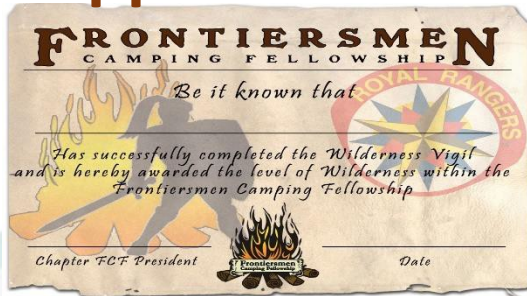 FRONTIERSMEN
CAMPING FELLOWSHIP
Be it known that
ROYAL RANGERS
Has successfully completed the Wilderness Vigil
and is hereby awarded the level of Wilderness within the
Frontiersmen Camping Fellowship
Frontiersmen
Camping Fellowship
Chapter FCF President
Date